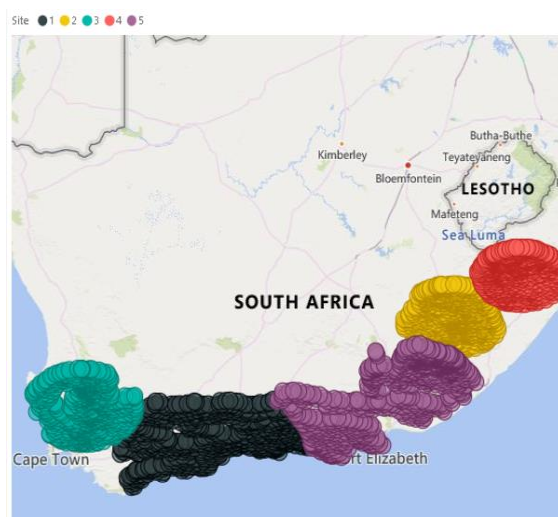 Site 1 2 3 4 5
Butha-Butha
Kimberley
Teyateyaneng
Bloemfontein
LESOTHO
Mafeteng
Sea Luma
SOUTH AFRICA
Cape Town
rt Elizabeth